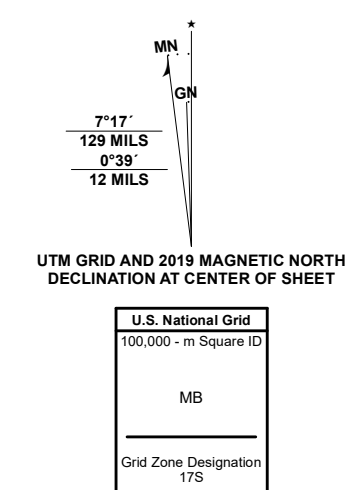 ★
MN
GN
7°17´
129 MILS
0°39´
12 MILS
UTM GRID AND 2019 MAGNETIC NORTH
DECLINATION AT CENTER OF SHEET
U.S. National Grid
100,000 - m Square ID
MB
Grid Zone Designation
17S